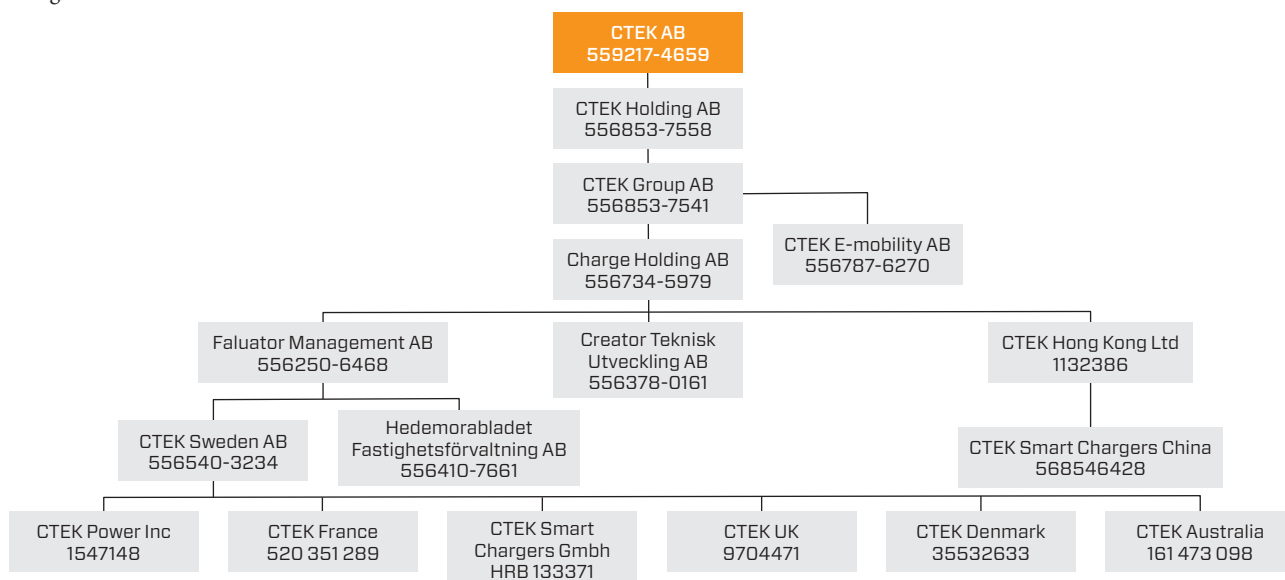 CTEK AB
559217-4659
CTEK Holding AB
556853-7558
CTEK Group AB
556853-7541
CTEK E-mobility AB
556787-6270
Charge Holding AB
556734-5979
Faluator Management AB
556250-6468
Creator Teknisk
Utveckling AB
556378-0161
CTEK Hong Kong Ltd
1132386
CTEK Sweden AB
556540-3234
Hedemorabladet
Fastighetsförvaltning AB
556410-7661
CTEK Smart Chargers China
568546428
CTEK Power Inc
1547148
CTEK France
520 351 289
CTEK Smart
Chargers Gmbh
HRB 133371
CTEK UK
9704471
CTEK Denmark
35532633
CTEK Australia
161 473 098